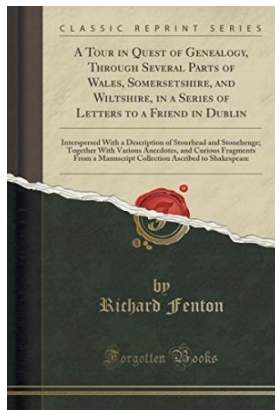 CLASSIC REPRINT SERIES
A Tour in Quest of Genealogy,
Through Several Parts of
Wales, Somersetshire, and
Wiltshire, in a Series of
Letters to a Friend in Dublin
Interspersed With a Description of Stourhead and Stonehenge;
Together With Various Anecdotes, and Curious Fragments
From a Manuscript Collection Ascribed to Shakespeare
by
Richard Fenton
Forgotten Books